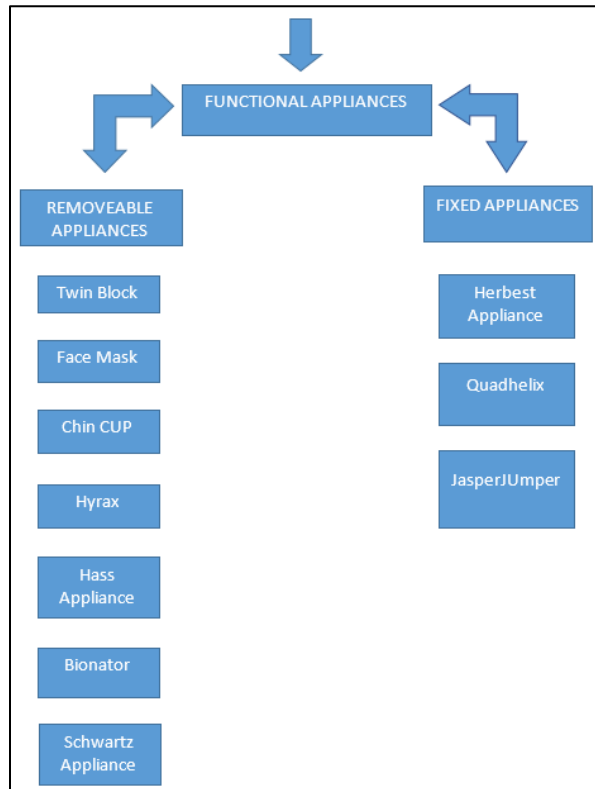 FUNCTIONAL APPLIANCES
REMOVEABLE
APPLIANCES
Twin Block
Face Mask
Chin CUP
Hyrax
Hass
Appliance
Bionator
Schwartz
Appliance
FIXED APPLIANCES
Herbest
Appliance
Quadhelix
JasperJUmper